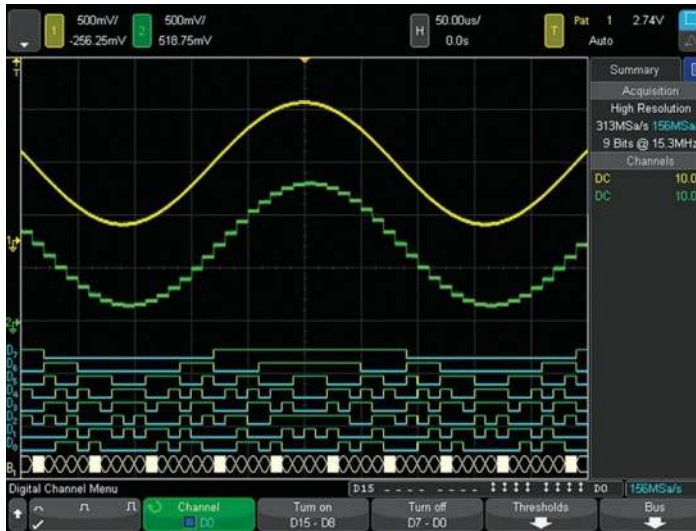 1 500mV/ 2 500mV/ H 50.00us/ T Pat 1 2.74V
-256.25mV 518.75mV 0.0s Auto
T
Summary
Acquisition
High Resolution
313MSa/s 156MSa/
9 Bits @ 15.3MHz
Channels
DC 10.0
DC 10.0
1
2
D7
D6
D5
D4
D3
D2
D1
D0
B1
Digital Channel Menu D15 D0 156MSa/s
Channel Turn on Turn off Thresholds Bus
D0 D15 - D8 D7 - D0